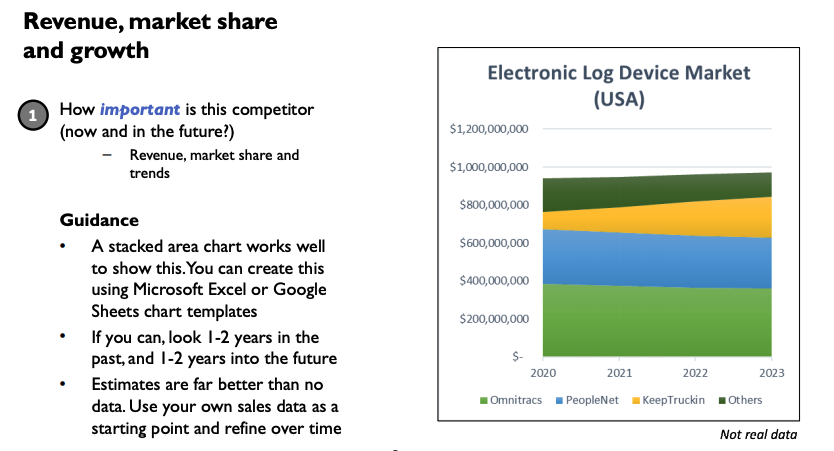 Revenue, market share
and growth
1
How important is this competitor
(now and in the future?)
– Revenue, market share and
trends
Guidance
• A stacked area chart works well
to show this.You can create this
using Microsoft Excel or Google
Sheets chart templates
• If you can, look 1-2 years in the
past, and 1-2 years into the future
• Estimates are far better than no
data. Use your own sales data as a
starting point and refine over time
Electronic Log Device Market
(USA)
$1,200,000,000
$1,000,000,000
$800,000,000
$600,000,000
$400,000,000
$200,000,000
$-
2020 2021 2022 2023
Omnitracs PeopleNet KeepTruckin Others
Not real data